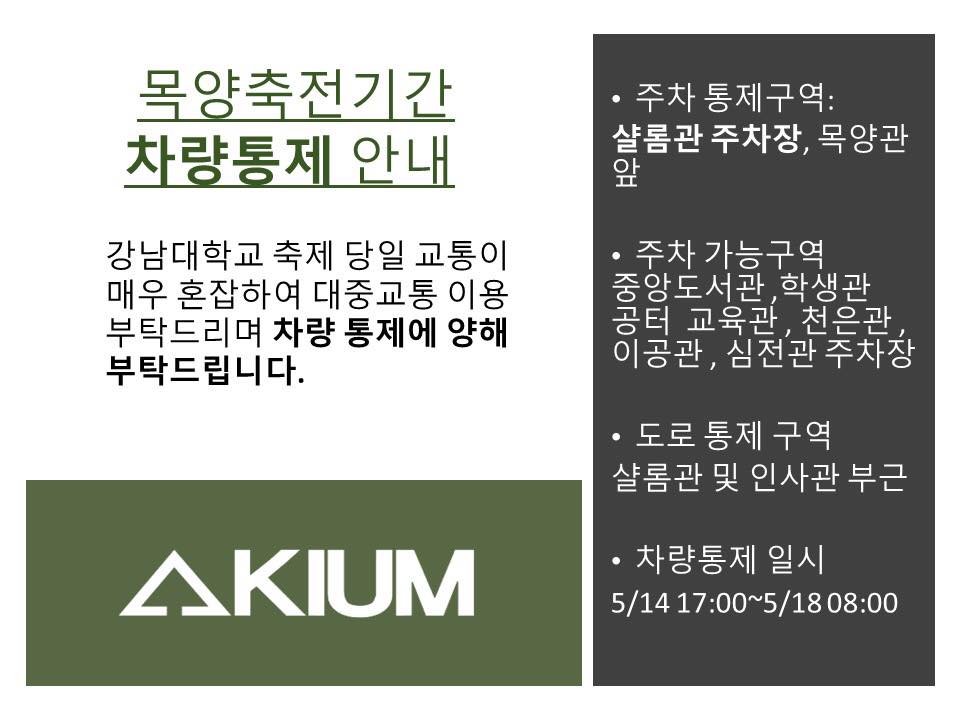 목양축전기간
차량통제 안내
강남대학교 축제 당일 교통이
매우 혼잡하여 대중교통 이용
부탁드리며 차량 통제에 양해
부탁드립니다.
KIUM
• 주차 통제구역:
샬롬관 주차장, 목양관
앞
• 주차 가능구역
중앙도서관 ,학생관
공터 교육관 , 천은관 ,
이공관 , 심전관 주차장
• 도로 통제 구역
샬롬관 및 인사관 부근
• 차량통제 일시
5/14 17:00~5/18 08:00